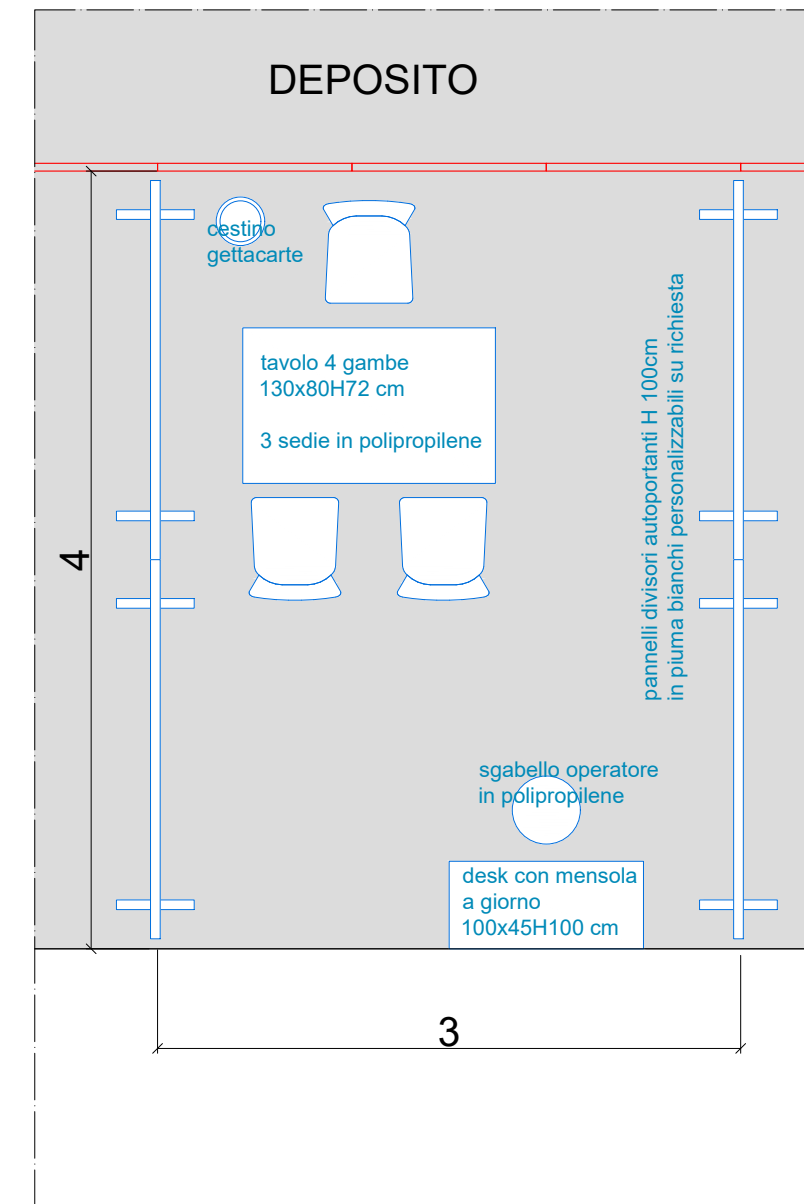 DEPOSITO
cestino
gettacarte
tavolo 4 gambe
130x80H72 cm
3 sedie in polipropilene
pannelli divisori autoportanti H 100cm
in piuma bianchi personalizzabili su richiesta
4
sgabello operatore
in polipropilene
desk con mensola
a giorno
100x45H100 cm
3